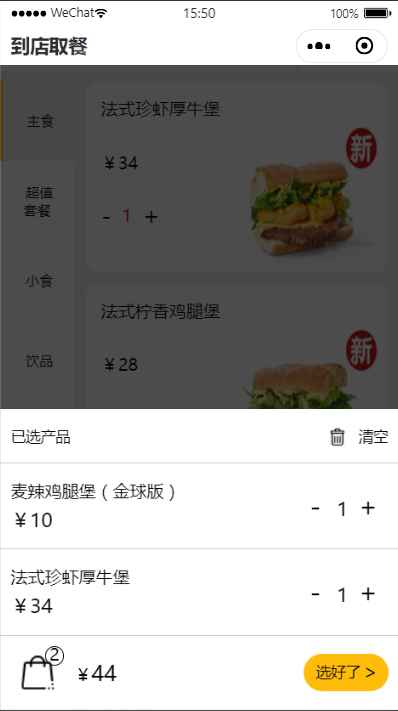 WeChat 15:50 100%
到店取餐
主食
法式珍虾厚牛堡
新
￥34
- 1 +
超值
套餐
小食
法式柠香鸡腿堡
新
￥28
饮品
已选产品 清空
麦辣鸡腿堡（金球版）
￥10
- 1 +
法式珍虾厚牛堡
￥34
- 1 +
2
￥44
选好了 >